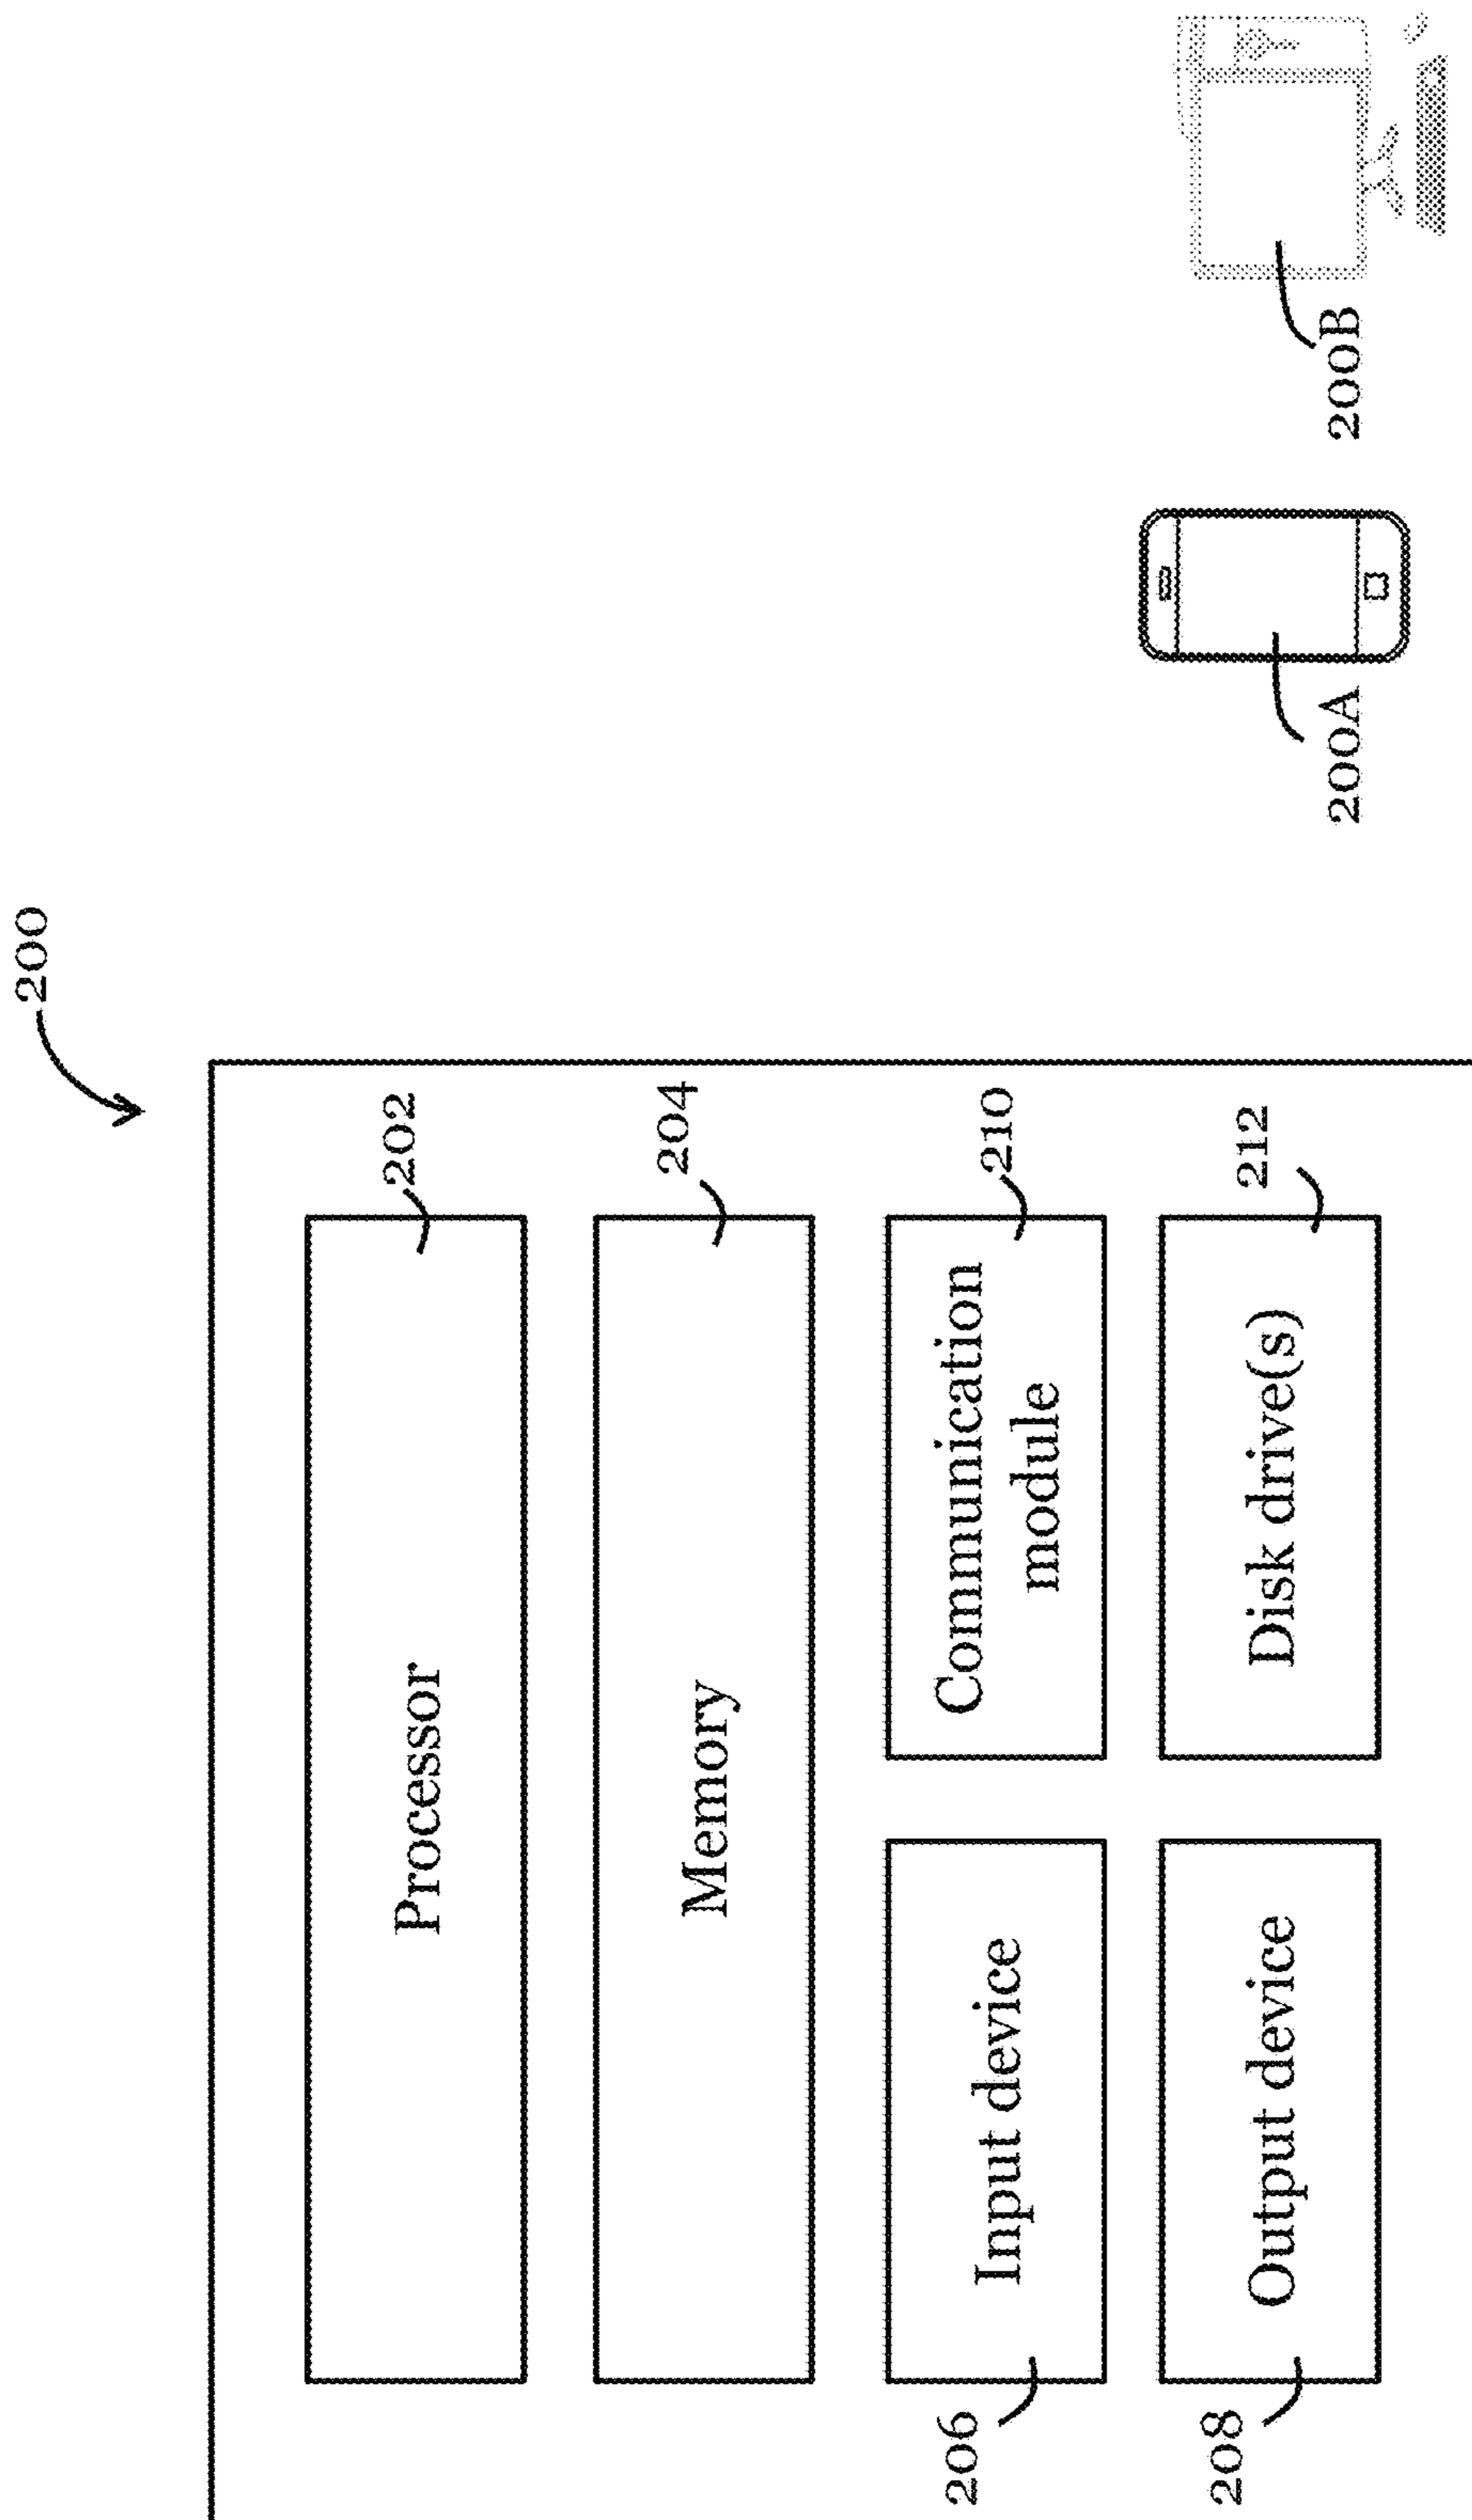 200
Processor
202
Memory
204
Input device
206
Communication
module
210
Output device
208
Disk drive(s)
212
200A
200B